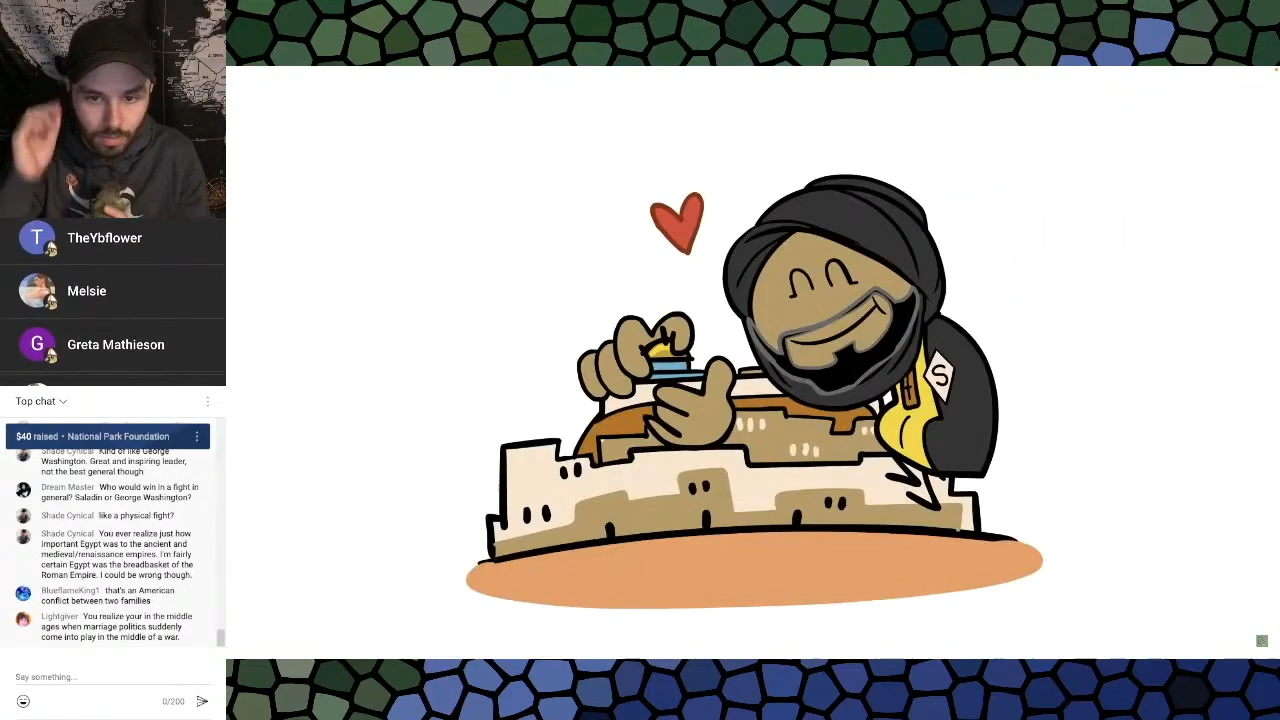 USA
T
TheYbflower
Melsie
G
Greta Mathieson
Top chat
$40 raised • National Park Foundation
Shade Cynical Kind of like George
Washington. Great and inspiring leader,
not the best general though
Dream Master Who would win in a fight in
general? Saladin or George Washington?
Shade Cynical like a physical fight?
Shade Cynical You ever realize just how
important Egypt was to the ancient and
medieval/renaissance empires. I'm fairly
certain Egypt was the breadbasket of the
Roman Empire. I could be wrong though.
BlueflameKing1 that's an American
conflict between two families
Lightgiver You realize your in the middle
ages when marriage politics suddenly
come into play in the middle of a war.
Say something...
0/200
S